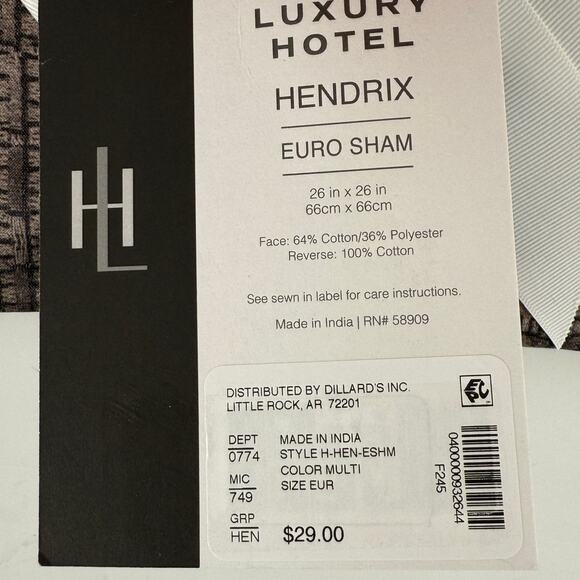 LUXURY
HOTEL
HENDRIX
EURO SHAM
26 in x 26 in
66cm x 66cm
Face: 64% Cotton/36% Polyester
Reverse: 100% Cotton
See sewn in label for care instructions.
Made in India | RN# 58909
HL
DISTRIBUTED BY DILLARD'S INC.
LITTLE ROCK, AR 72201
DEPT
0774
MIC
749
GRP
HEN
MADE IN INDIA
STYLE H-HEN-ESHM
COLOR MULTI
SIZE EUR
$29.00
EPC
0400000932644
F245